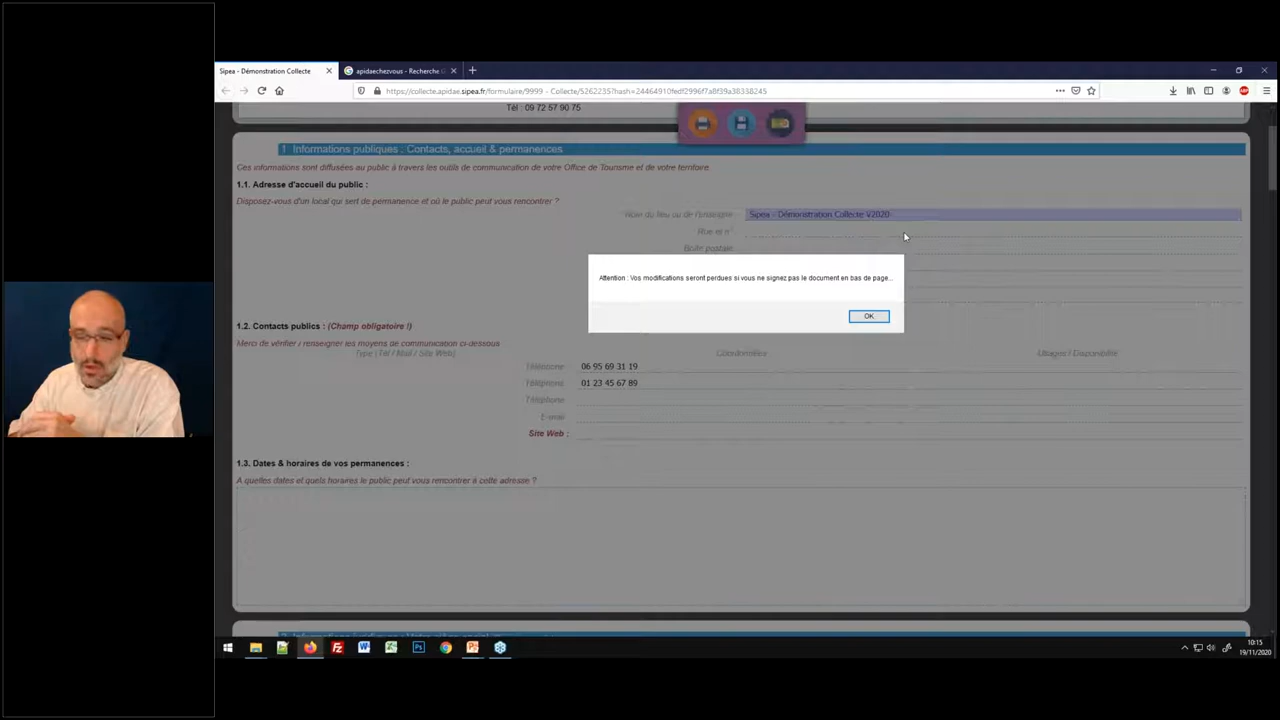 Sipea - Démonstration Collecte
apidaechezvous - Recherche
https://collecte.apidae.sipea.fr/formulaire/9999 - Collecte/5262235?hash=24464910fedf2996f7a8f39a38338245
Tél : 09 72 57 90 75
1 Informations publiques : Contacts, accueil & permanences
Ces informations sont diffusées au public à travers les outils de communication de votre Office de Tourisme et de votre territoire.
1.1. Adresse d'accueil du public :
Disposez-vous d'un local qui sert de permanence et où le public peut vous rencontrer ?
Nom du lieu ou de l'enseigne Sipea - Démonstration Collecte V2020
Rue et n°
Boite postale
Attention : Vos modifications seront perdues si vous ne signez pas le document en bas de page...
OK
1.2. Contacts publics : (Champ obligatoire !)
Merci de vérifier / renseigner les moyens de communication ci-dessous
Type (Tél / Mail / Site Web) Coordonnées Usages / Disponibilité
Téléphone 06 95 69 31 19
Téléphone 01 23 45 67 89
Téléphone
E-mail
Site Web :
1.3. Dates & horaires de vos permanences :
A quelles dates et quels horaires le public peut vous rencontrer à cette adresse ?
10:15
19/11/2020